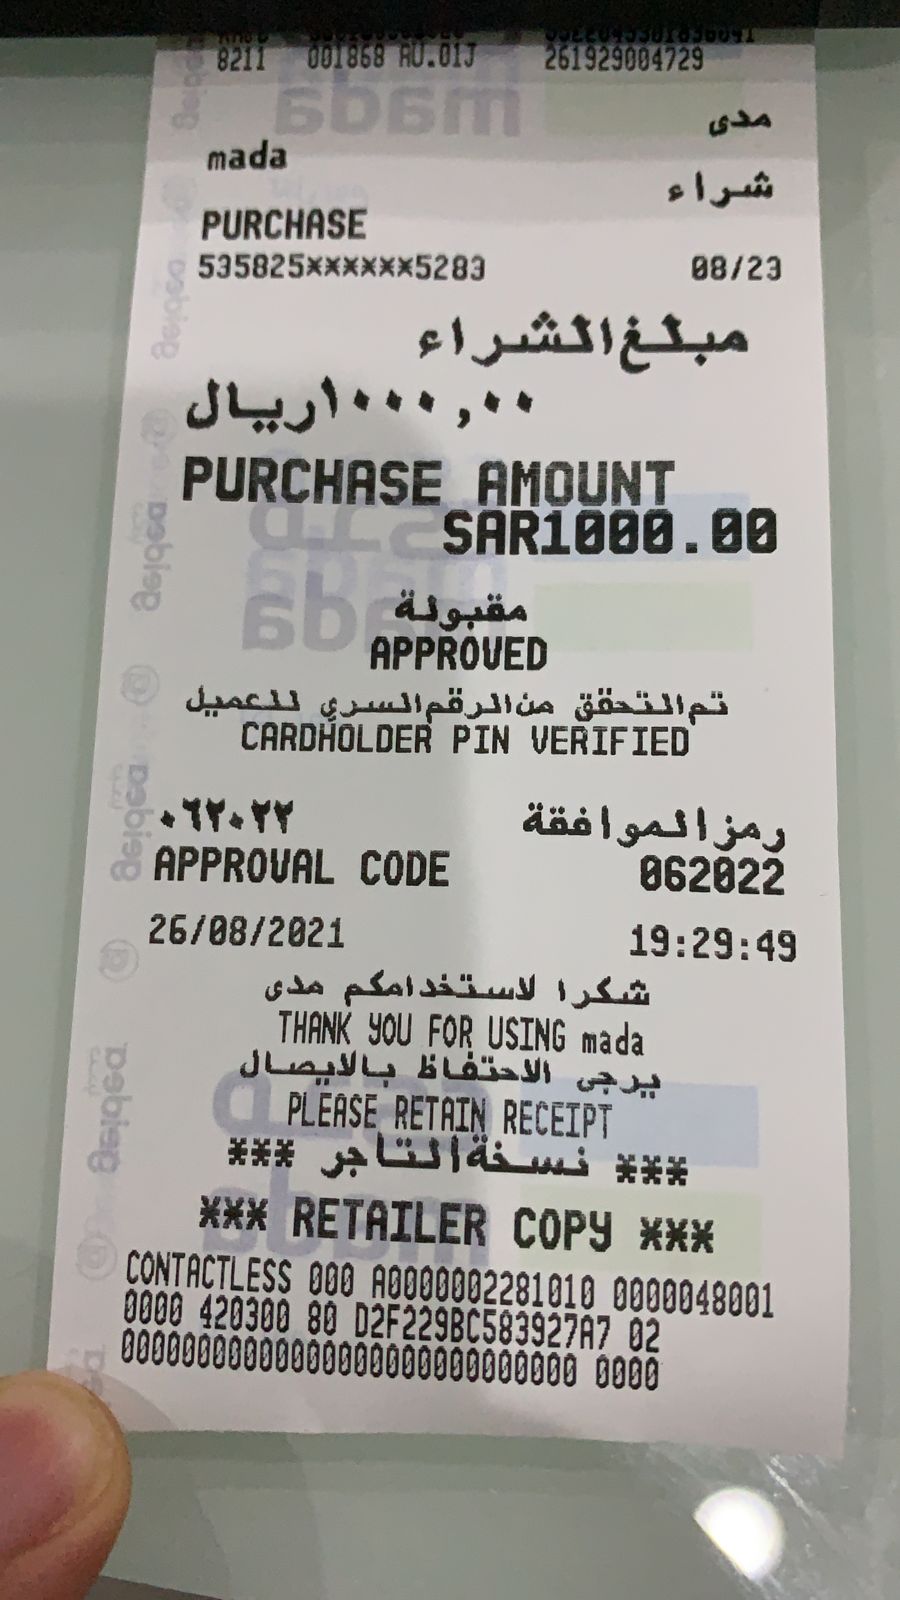 8211 001868 AU.01J 261929004729
مدى
mada
شراء
PURCHASE
535825******5283 08/23
مبلغ الشراء
١٠٠٠,٠٠ ريال
PURCHASE AMOUNT
SAR1000.00
مقبولة
APPROVED
تم التحقق من الرقم السري للعميل
CARDHOLDER PIN VERIFIED
رمز الموافقة ٠٦٢٠٢٢
APPROVAL CODE 062022
26/08/2021 19:29:49
شكرا لاستخدامكم مدى
THANK YOU FOR USING mada
يرجى الاحتفاظ بالايصال
PLEASE RETAIN RECEIPT
*** نسخة التاجر ***
*** RETAILER COPY ***
CONTACTLESS 000 A0000002281010 0000048001
0000 420300 80 D2F229BC583927A7 02
0000000000000000000000000000 0000